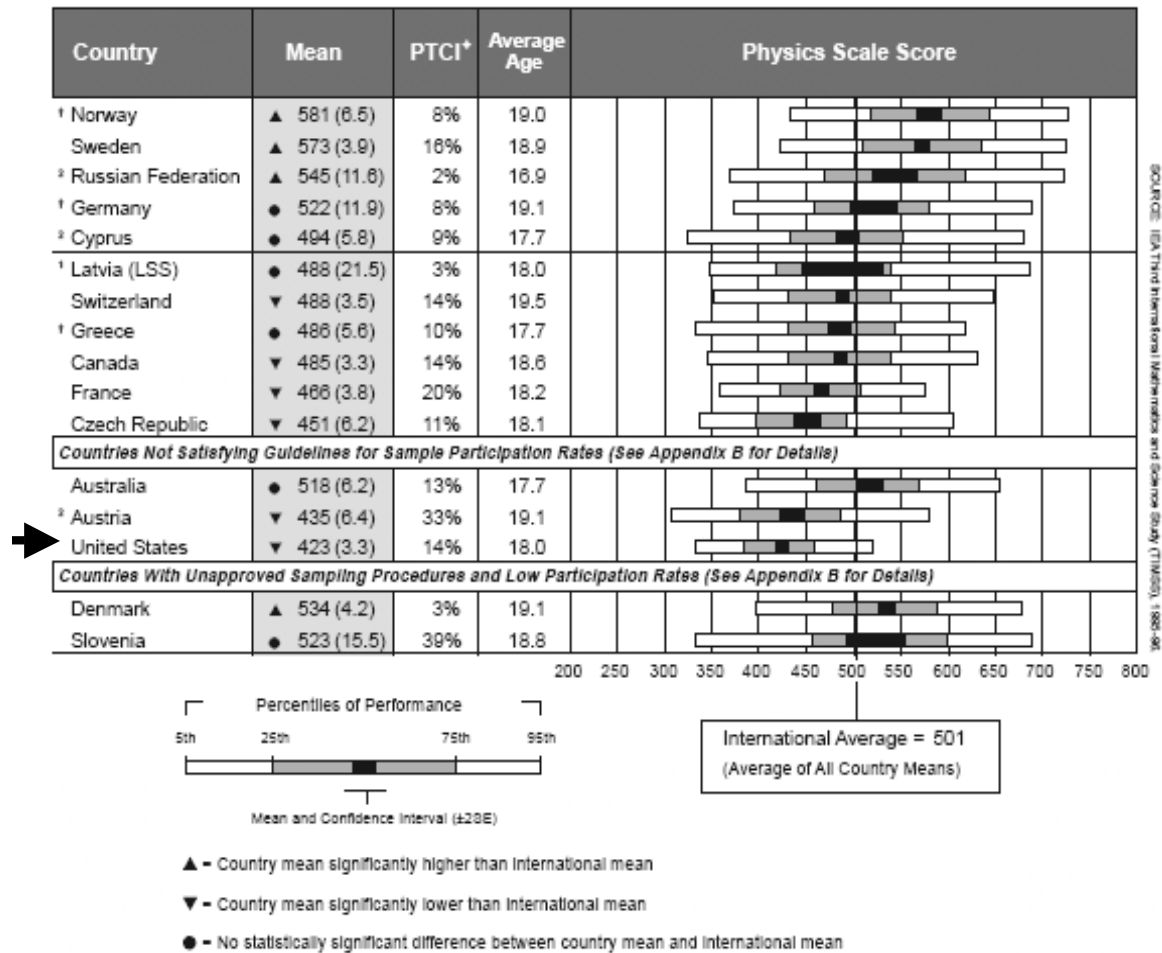 Country Mean PTCI+ Average Age Physics Scale Score
† Norway ▲ 581 (6.5) 8% 19.0
Sweden ▲ 573 (3.9) 16% 18.9
² Russian Federation ▲ 545 (11.6) 2% 16.9
† Germany ● 522 (11.9) 8% 19.1
² Cyprus ● 494 (5.8) 9% 17.7
¹ Latvia (LSS) ● 488 (21.5) 3% 18.0
Switzerland ▼ 488 (3.5) 14% 19.5
† Greece ● 486 (5.6) 10% 17.7
Canada ▼ 485 (3.3) 14% 18.6
France ▼ 466 (3.8) 20% 18.2
Czech Republic ▼ 451 (6.2) 11% 18.1
Countries Not Satisfying Guidelines for Sample Participation Rates (See Appendix B for Details)
Australia ● 518 (6.2) 13% 17.7
² Austria ▼ 435 (6.4) 33% 19.1
United States ▼ 423 (3.3) 14% 18.0
Countries With Unapproved Sampling Procedures and Low Participation Rates (See Appendix B for Details)
Denmark ▲ 534 (4.2) 3% 19.1
Slovenia ● 523 (15.5) 39% 18.8
200 250 300 350 400 450 500 550 600 650 700 750 800
Percentiles of Performance
5th 25th 75th 95th
Mean and Confidence Interval (±2SE)
International Average = 501
(Average of All Country Means)
▲ = Country mean significantly higher than international mean
▼ = Country mean significantly lower than international mean
● = No statistically significant difference between country mean and international mean
SOURCE: IEA Third International Mathematics and Science Study (TIMSS), 1995-96.